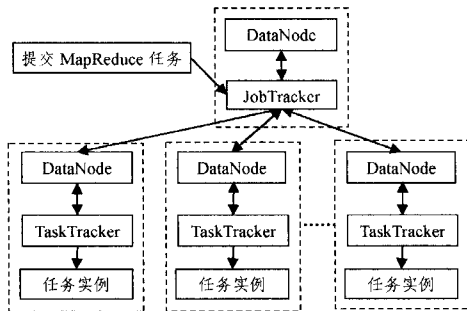 DataNodc
提交 MapReduce 任务
JobTracker
DataNode
DataNode
DataNode
TaskTracker
TaskTracker
TaskTracker
任务实例
任务实例
任务实例